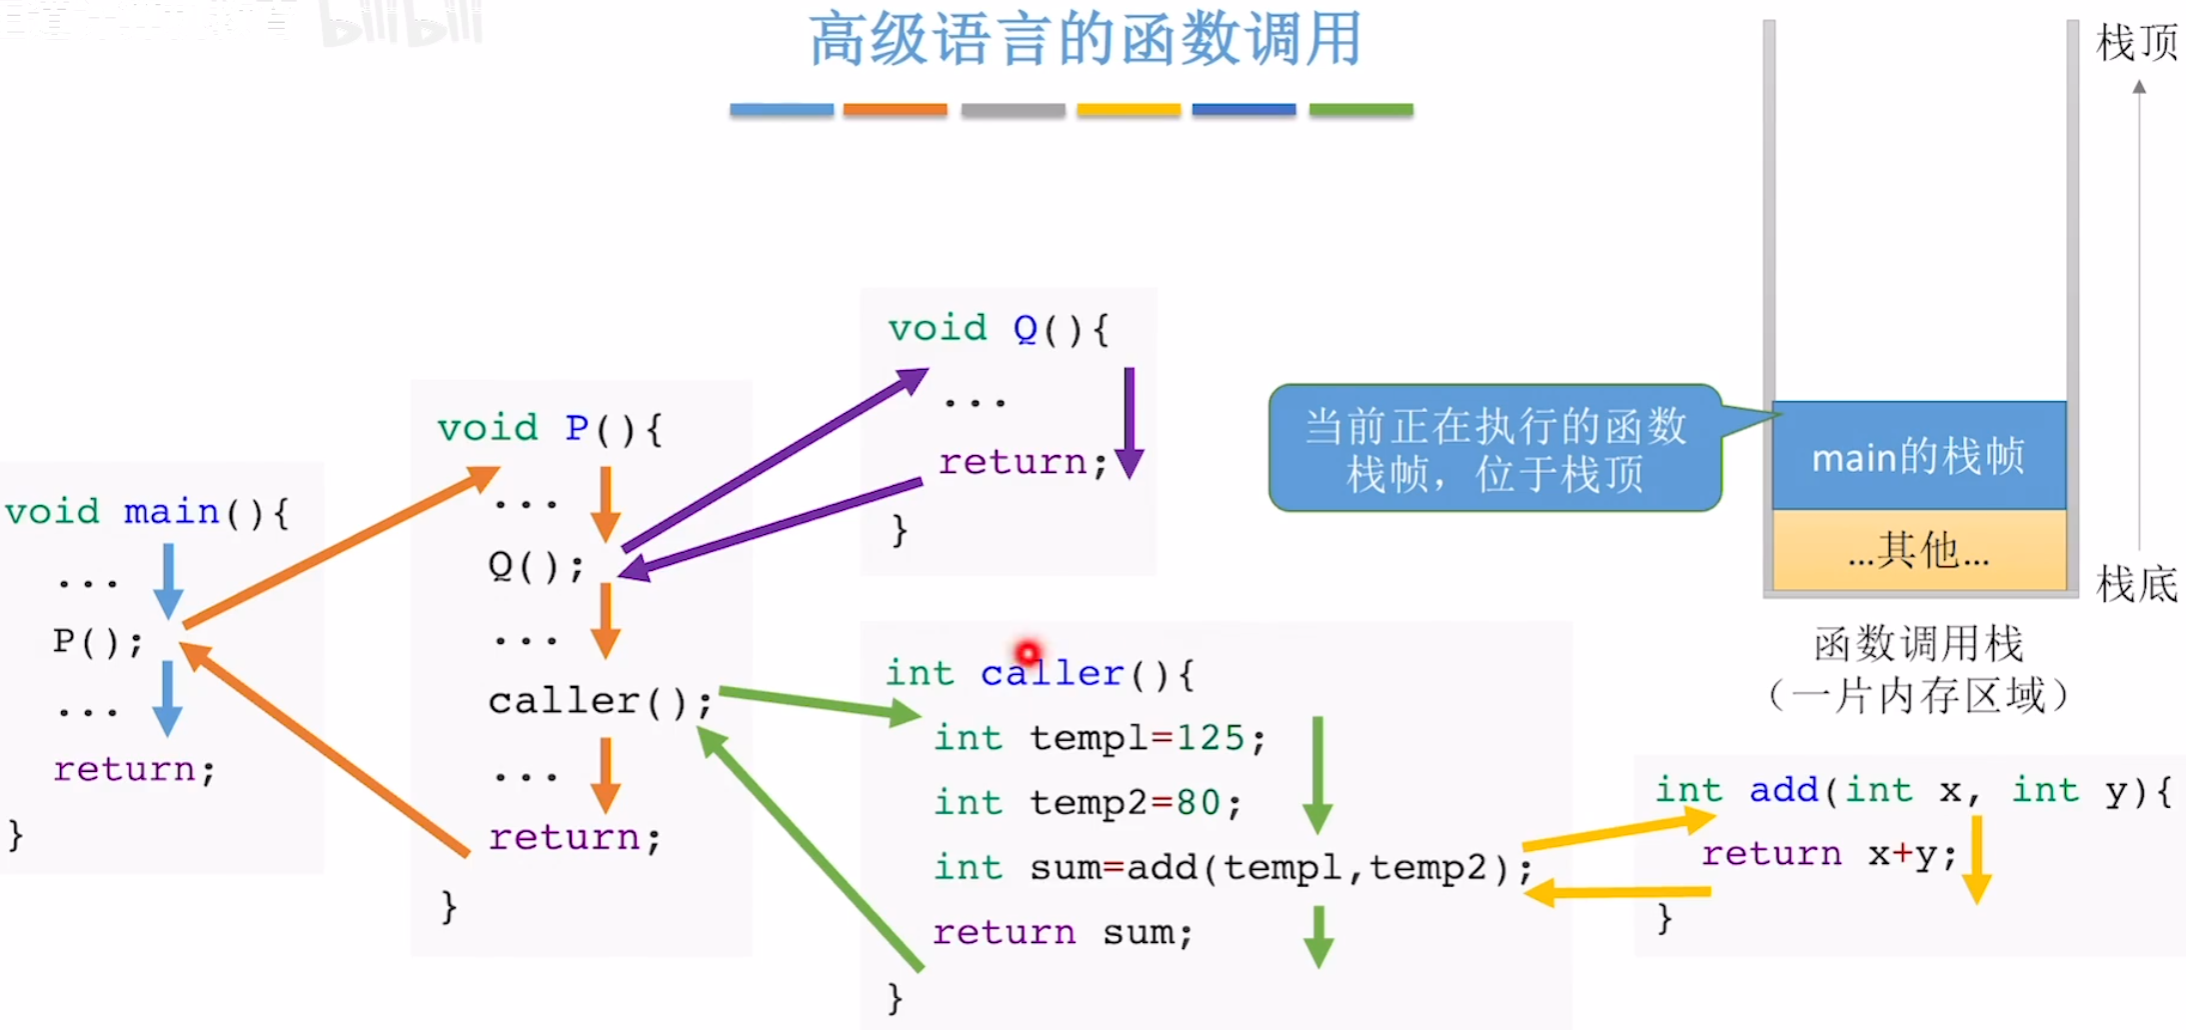 bilibili
高级语言的函数调用
栈顶
void main(){
...
P();
...
return;
}
void P(){
...
Q();
...
caller();
...
return;
}
void Q(){
...
return;
}
int caller(){
int temp1=125;
int temp2=80;
int sum=add(temp1,temp2);
return sum;
}
int add(int x, int y){
return x+y;
}
当前正在执行的函数
栈帧，位于栈顶
main的栈帧
...其他...
栈底
函数调用栈
（一片内存区域）